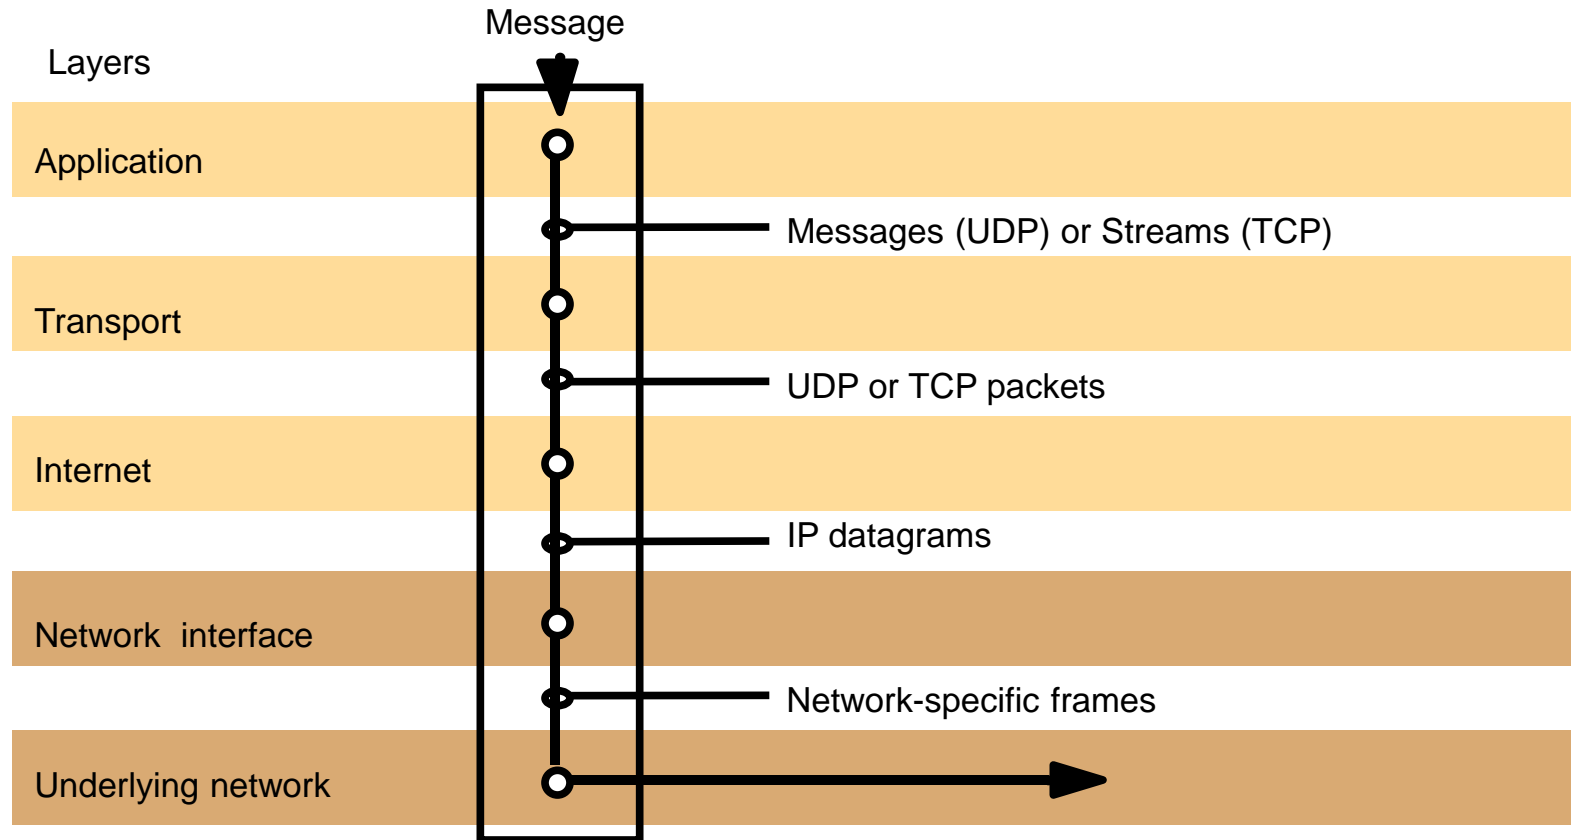 Message
Layers
Application
Messages (UDP) or Streams (TCP)
Transport
UDP or TCP packets
Internet
IP datagrams
Network interface
Network-specific frames
Underlying network